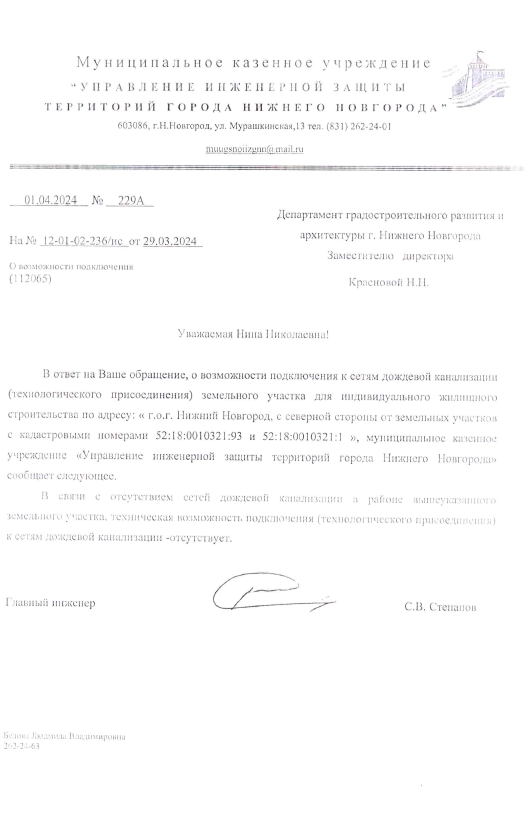 Муниципальное казенное учреждение
"УПРАВЛЕНИЕ ИНЖЕНЕРНОЙ ЗАЩИТЫ
ТЕРРИТОРИЙ ГОРОДА НИЖНЕГО НОВГОРОДА"
603086, г.Н.Новгород, ул. Мурашкинская,13 тел. (831) 262-24-01
01.04.2024 № 229А
На № 12-01-02-236/ис от 29.03.2024
О возможности подключения
(112065)
Департамент градостроительного развития и
архитектуры г. Нижнего Новгорода
Заместителю директора
Красновой Н.Н.
Уважаемая Нина Николаевна!
В ответ на Ваше обращение, о возможности подключения к сетям дождевой канализации
(технологического присоединения) земельного участка для индивидуального жилищного
строительства по адресу: « г.о.г. Нижний Новгород, с северной стороны от земельных участков
с кадастровыми номерами 52:18:0010321:93 и 52:18:0010321:1 », муниципальное казенное
учреждение «Управление инженерной защиты территорий города Нижнего Новгорода»
сообщает следующее.
В связи с отсутствием сетей дождевой канализации в районе вышеуказанного
земельного участка, техническая возможность подключения (технологического присоединения)
к сетям дождевой канализации -отсутствует.
Главный инженер
С.В. Степанов
Белова Людмила Владимировна
262-24-63